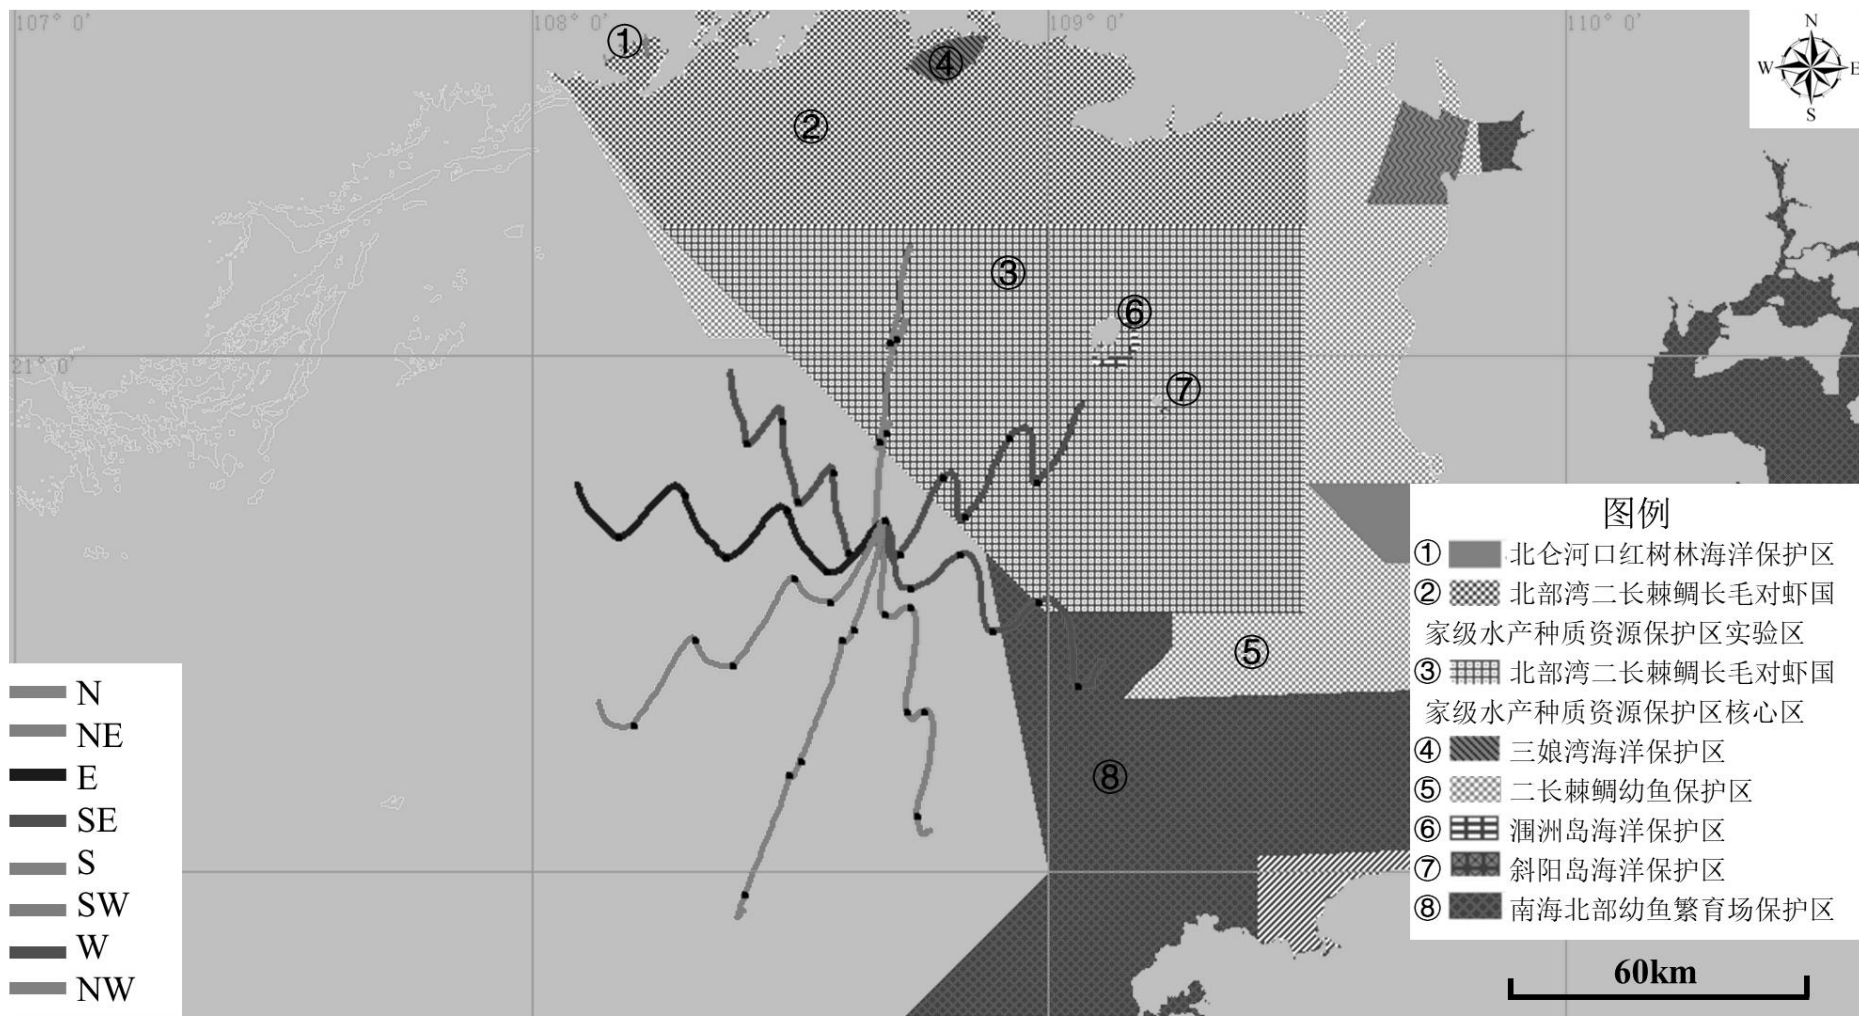 107° 0′
108° 0′
109° 0′
110° 0′
N
W
E
S
①
④
②
③
⑥
21° 0′
⑦
⑤
⑧
图例
① 北仑河口红树林海洋保护区
② 北部湾二长棘鲷长毛对虾国
家级水产种质资源保护区实验区
③ 北部湾二长棘鲷长毛对虾国
家级水产种质资源保护区核心区
④ 三娘湾海洋保护区
⑤ 二长棘鲷幼鱼保护区
⑥ 涠洲岛海洋保护区
⑦ 斜阳岛海洋保护区
⑧ 南海北部幼鱼繁育场保护区
N
NE
E
SE
S
SW
W
NW
60km